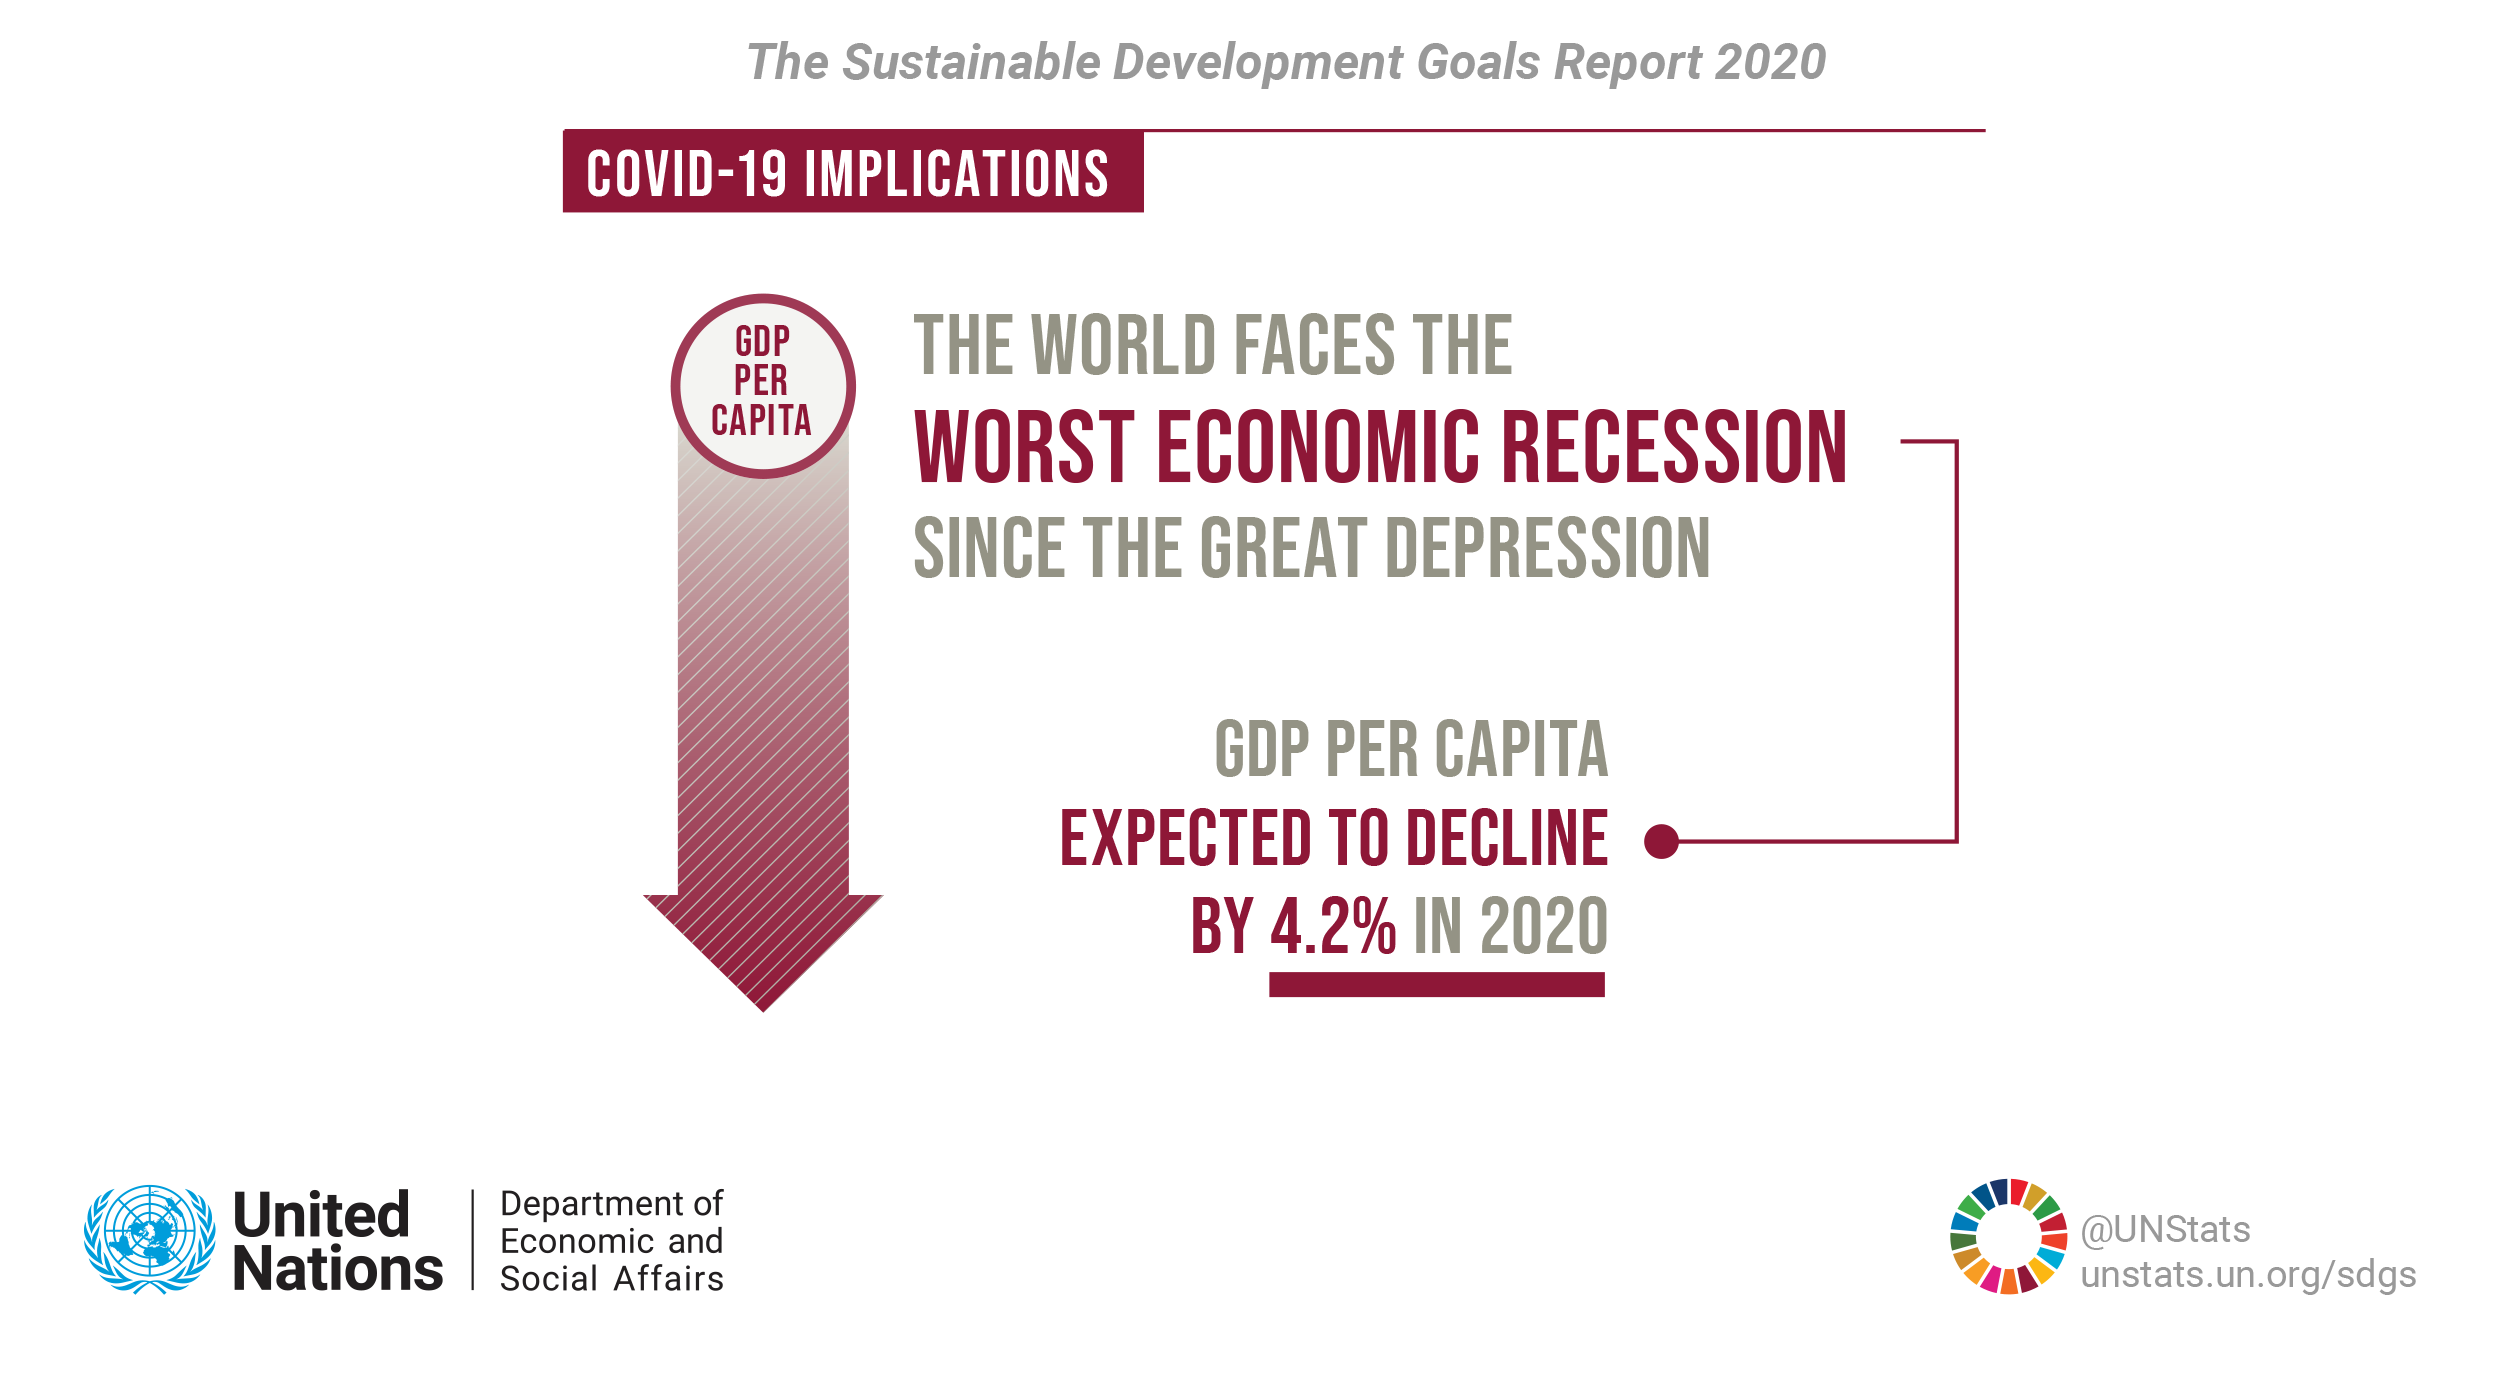 The Sustainable Development Goals Report 2020
COVID-19 IMPLICATIONS
GDP
PER
CAPITA
THE WORLD FACES THE
WORST ECONOMIC RECESSION
SINCE THE GREAT DEPRESSION
GDP PER CAPITA
EXPECTED TO DECLINE
BY 4.2% IN 2020
United
Nations
Department of
Economic and
Social Affairs
@UNStats
unstats.un.org/sdgs